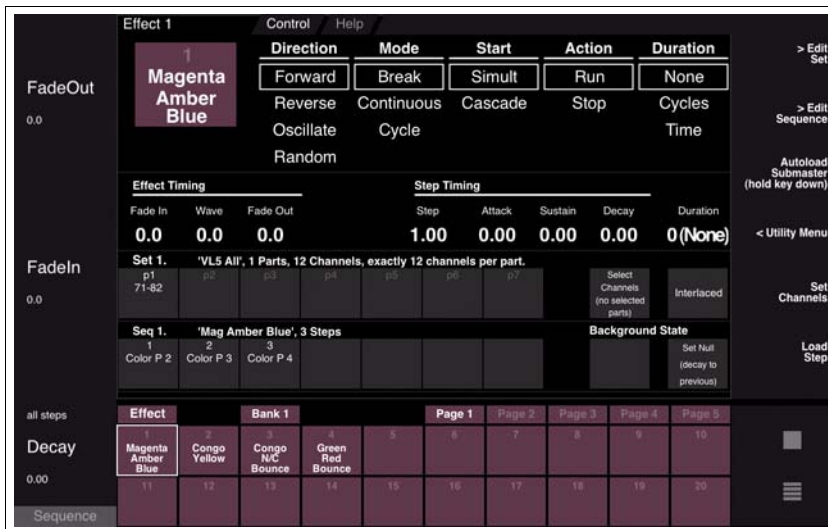 Effect 1 Control Help
1
Magenta
Amber
Blue
Direction Mode Start Action Duration
Forward Break Simult Run None
Reverse Continuous Cascade Stop Cycles
Oscillate Cycle Time
Random
Effect Timing Step Timing
Fade In Wave Fade Out Step Attack Sustain Decay Duration
0.0 0.0 0.0 1.00 0.00 0.00 0.00 0 (None)
Set 1. 'VL5 All', 1 Parts, 12 Channels, exactly 12 channels per part.
p1 p2 p3 p4 p5 p6 p7
71-82
Select
Channels
(no selected
parts)
Interlaced
Seq 1. 'Mag Amber Blue', 3 Steps Background State
1 2 3
Color P 2 Color P 3 Color P 4
Set Null
(decay to
previous)
FadeOut
0.0
FadeIn
0.0
all steps
Decay
0.00
Sequence
> Edit
Set
> Edit
Sequence
Autoload
Submaster
(hold key down)
< Utility Menu
Set
Channels
Load
Step
Effect Bank 1 Page 1 Page 2 Page 3 Page 4 Page 5
1 2 3 4 5 6 7 8 9 10
Magenta
Amber
Blue
Congo
Yellow
Congo
N/C
Bounce
Green
Red
Bounce
11 12 13 14 15 16 17 18 19 20